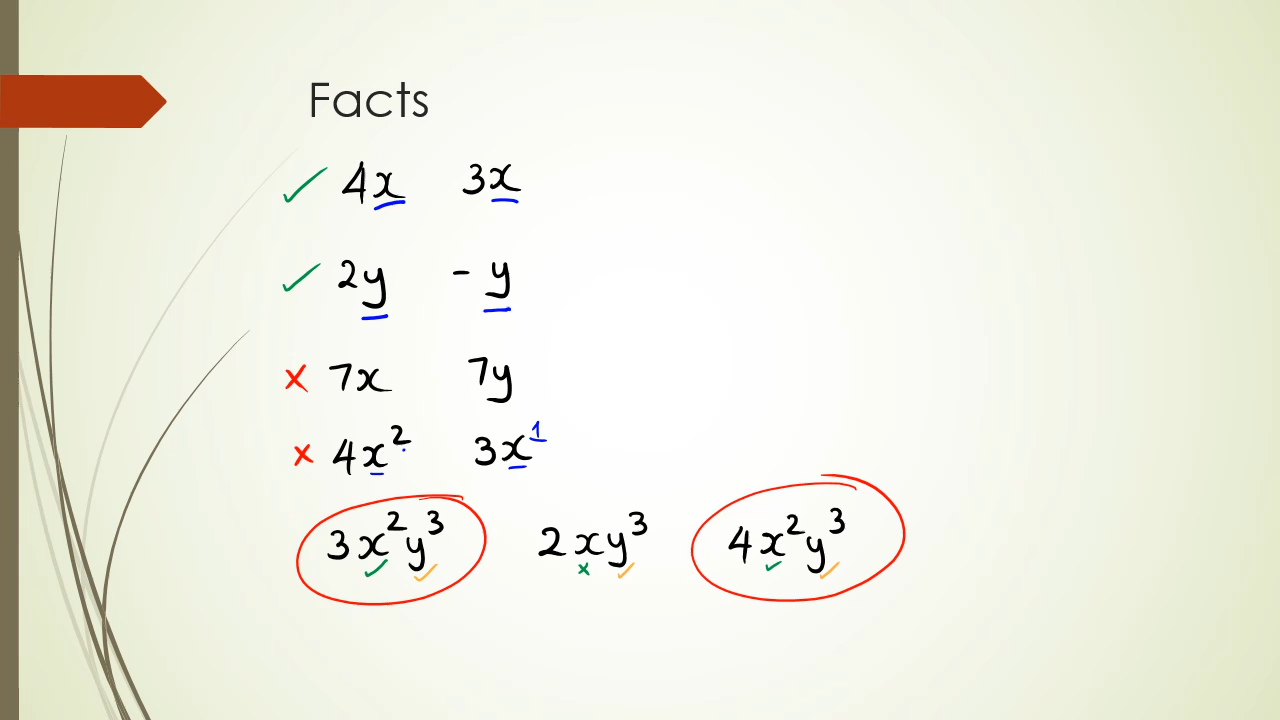 Facts
✓ 4x 3x
✓ 2y - y
× 7x 7y
× 4x² 3x¹
3x²y³ 2xy³ 4x²y³
✓ ✓ × ✓ ✓ ✓